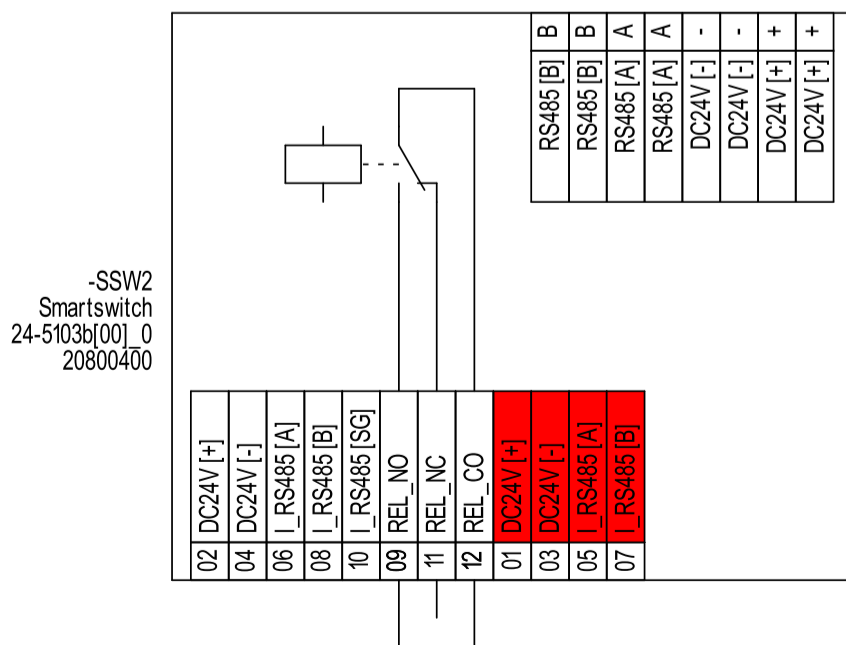 B
B
A
A
-
-
+
+
RS485 [B]
RS485 [B]
RS485 [A]
RS485 [A]
DC24V [-]
DC24V [-]
DC24V [+]
DC24V [+]
-SSW2
Smartswitch
24-5103b[00]_0
20800400
DC24V [+]
DC24V [-]
I_RS485 [A]
I_RS485 [B]
I_RS485 [SG]
REL_NO
REL_NC
REL_CO
DC24V [+]
DC24V [-]
I_RS485 [A]
I_RS485 [B]
02
04
06
08
10
09
11
12
01
03
05
07